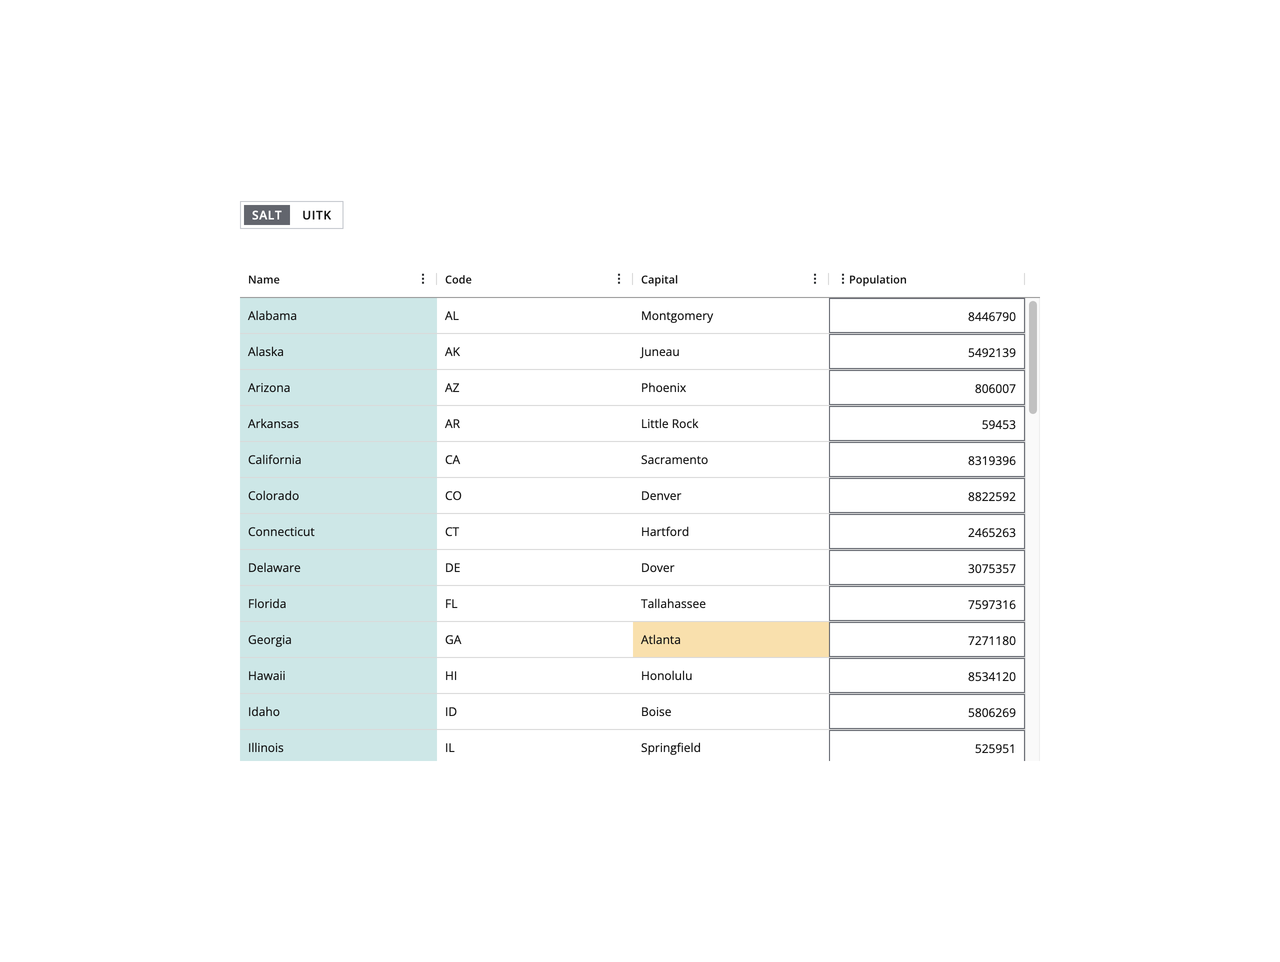 SALT UITK
Name Code Capital Population
Alabama AL Montgomery 8446790
Alaska AK Juneau 5492139
Arizona AZ Phoenix 806007
Arkansas AR Little Rock 59453
California CA Sacramento 8319396
Colorado CO Denver 8822592
Connecticut CT Hartford 2465263
Delaware DE Dover 3075357
Florida FL Tallahassee 7597316
Georgia GA Atlanta 7271180
Hawaii HI Honolulu 8534120
Idaho ID Boise 5806269
Illinois IL Springfield 525951